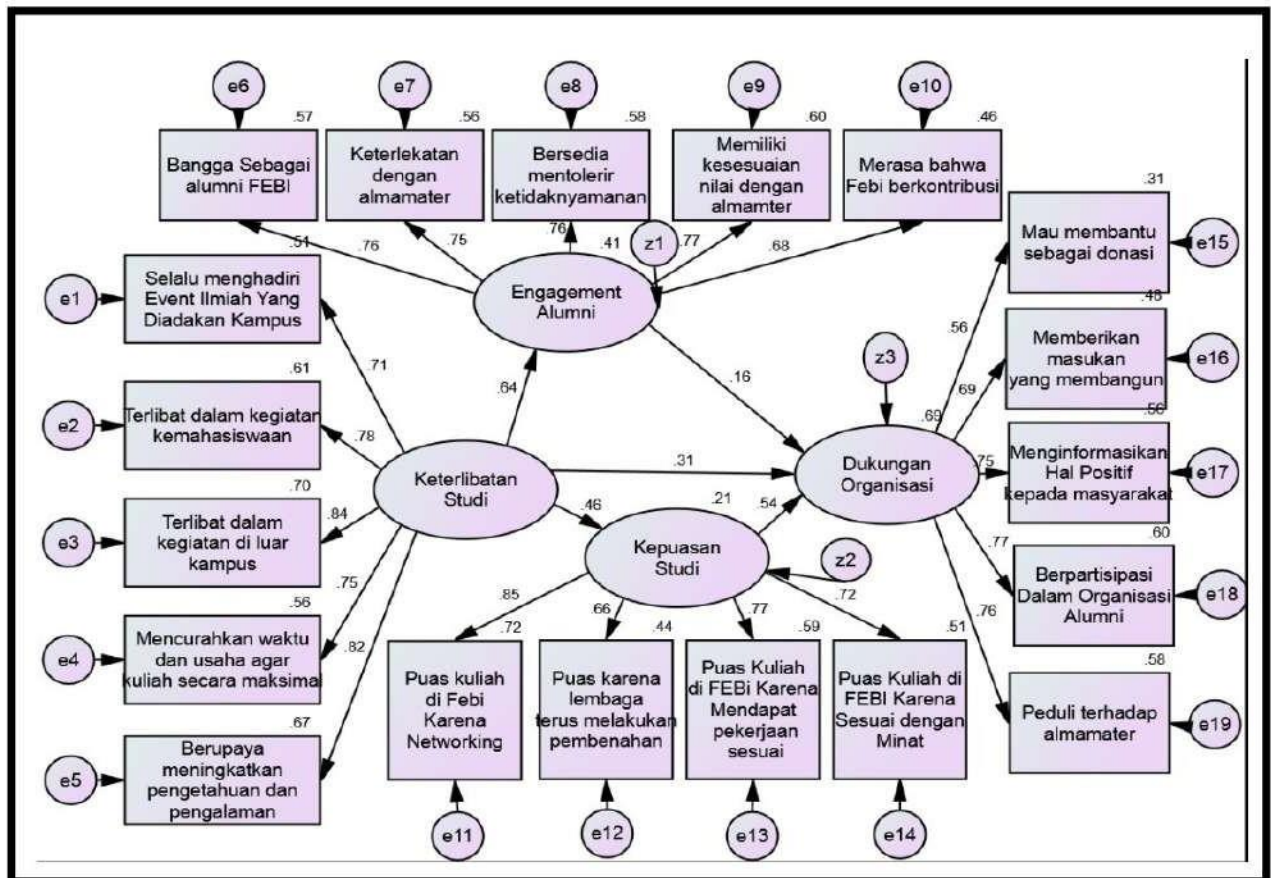 e6
e7
e8
e9
e10
.57
.56
.58
.60
.46
Bangga Sebagai
alumni FEBI
Keterlekatan
dengan
almamater
Bersedia
mentolerir
ketidaknyamanan
Memiliki
kesesuaian
nilai dengan
almamter
Merasa bahwa
Febi berkontribusi
.31
Mau membantu
sebagai donasi
e15
.51
.76
.75
.76
.41
z1
.77
.68
e1
Selalu menghadiri
Event Ilmiah Yang
Diadakan Kampus
Engagement
Alumni
.48
Memberikan
masukan
yang membangun
e16
.71
.64
.16
.56
z3
.69
.61
e2
Terlibat dalam kegiatan
kemahasiswaan
.78
.69
.56
Keterlibatan
Studi
.31
Dukungan
Organisasi
.75
Menginformasikan
Hal Positif
kepada masyarakat
e17
.70
e3
Terlibat dalam
kegiatan di luar
kampus
.84
.46
.21
.54
Kepuasan
Studi
z2
.77
.60
Berpartisipasi
Dalam Organisasi
Alumni
e18
.75
.56
e4
Mencurahkan waktu
dan usaha agar
kuliah secara maksimal
.82
.85
.72
.66
.44
.77
.59
.72
.51
.76
.58
Peduli terhadap
almamater
e19
Puas kuliah
di Febi
Karena
Networking
Puas karena
lembaga
terus melakukan
pembenahan
Puas Kuliah
di FEBi Karena
Mendapat
pekerjaan
sesuai
Puas Kuliah di
FEBI Karena
Sesuai dengan
Minat
.67
e5
Berupaya
meningkatkan
pengetahuan dan
pengalaman
e11
e12
e13
e14